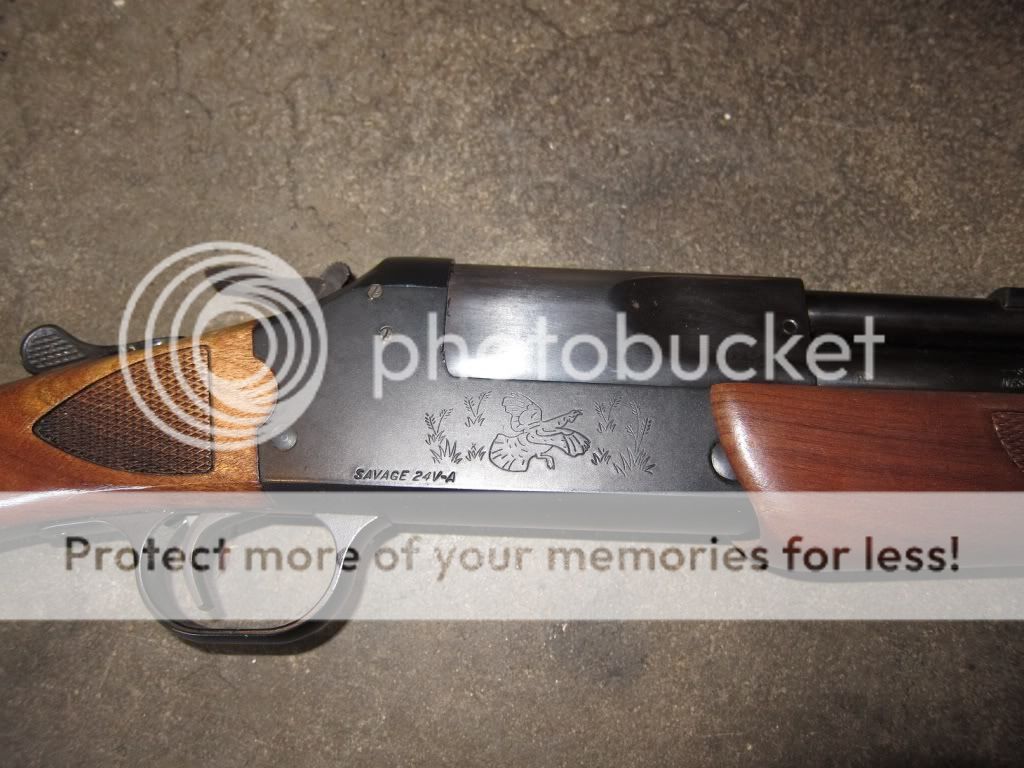 photobucket
SAVAGE 24V-A
Protect more of your memories for less!